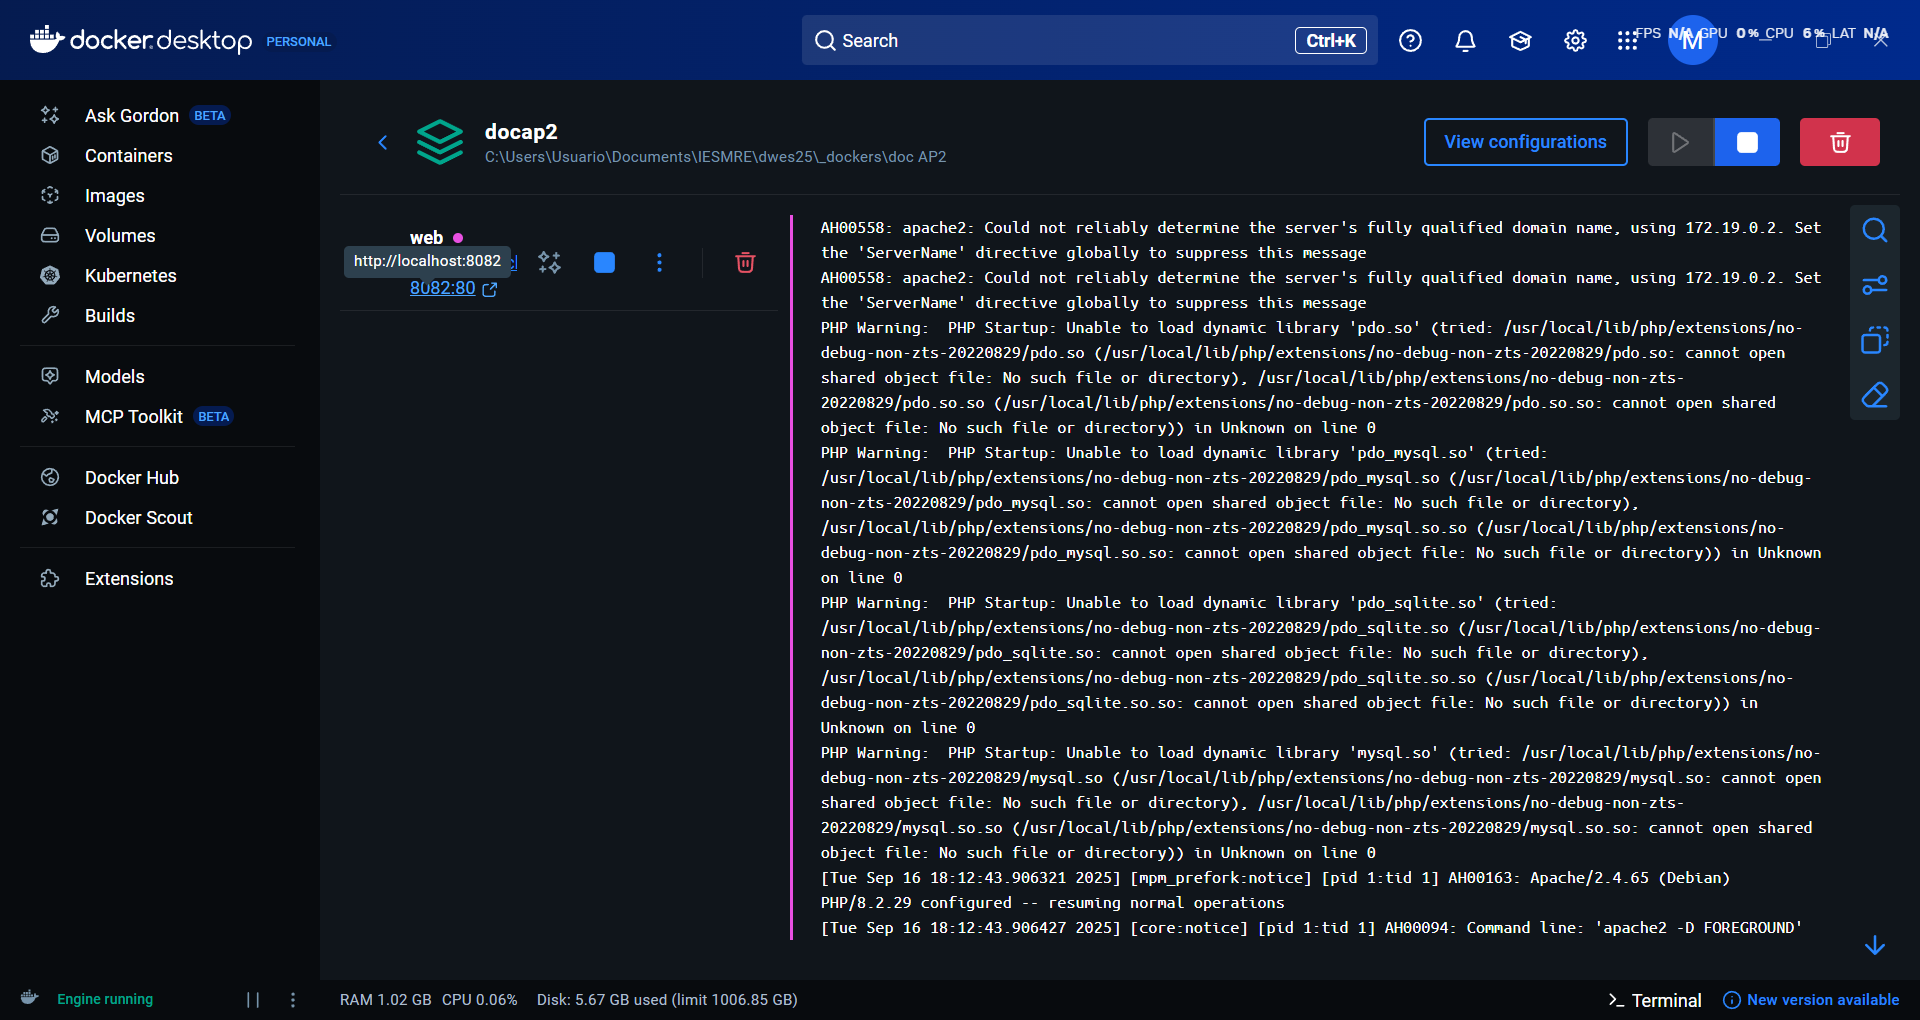 docker.desktop PERSONAL
Search
Ctrl+K
M
FPS N/A GPU 0% CPU 6% LAT N/A
Ask Gordon BETA
Containers
Images
Volumes
Kubernetes
Builds
Models
MCP Toolkit BETA
Docker Hub
Docker Scout
Extensions
docap2
C:\Users\Usuario\Documents\IESMRE\dwes25\_dockers\doc AP2
View configurations
web
http://localhost:8082
8082:80
AH00558: apache2: Could not reliably determine the server's fully qualified domain name, using 172.19.0.2. Set
the 'ServerName' directive globally to suppress this message
AH00558: apache2: Could not reliably determine the server's fully qualified domain name, using 172.19.0.2. Set
the 'ServerName' directive globally to suppress this message
PHP Warning:  PHP Startup: Unable to load dynamic library 'pdo.so' (tried: /usr/local/lib/php/extensions/no-
debug-non-zts-20220829/pdo.so (/usr/local/lib/php/extensions/no-debug-non-zts-20220829/pdo.so: cannot open
shared object file: No such file or directory), /usr/local/lib/php/extensions/no-debug-non-zts-
20220829/pdo.so.so (/usr/local/lib/php/extensions/no-debug-non-zts-20220829/pdo.so.so: cannot open shared
object file: No such file or directory)) in Unknown on line 0
PHP Warning:  PHP Startup: Unable to load dynamic library 'pdo_mysql.so' (tried:
/usr/local/lib/php/extensions/no-debug-non-zts-20220829/pdo_mysql.so (/usr/local/lib/php/extensions/no-debug-
non-zts-20220829/pdo_mysql.so: cannot open shared object file: No such file or directory),
/usr/local/lib/php/extensions/no-debug-non-zts-20220829/pdo_mysql.so.so (/usr/local/lib/php/extensions/no-
debug-non-zts-20220829/pdo_mysql.so.so: cannot open shared object file: No such file or directory)) in Unknown
on line 0
PHP Warning:  PHP Startup: Unable to load dynamic library 'pdo_sqlite.so' (tried:
/usr/local/lib/php/extensions/no-debug-non-zts-20220829/pdo_sqlite.so (/usr/local/lib/php/extensions/no-debug-
non-zts-20220829/pdo_sqlite.so: cannot open shared object file: No such file or directory),
/usr/local/lib/php/extensions/no-debug-non-zts-20220829/pdo_sqlite.so.so (/usr/local/lib/php/extensions/no-
debug-non-zts-20220829/pdo_sqlite.so.so: cannot open shared object file: No such file or directory)) in
Unknown on line 0
PHP Warning:  PHP Startup: Unable to load dynamic library 'mysql.so' (tried: /usr/local/lib/php/extensions/no-
debug-non-zts-20220829/mysql.so (/usr/local/lib/php/extensions/no-debug-non-zts-20220829/mysql.so: cannot open
shared object file: No such file or directory), /usr/local/lib/php/extensions/no-debug-non-zts-
20220829/mysql.so.so (/usr/local/lib/php/extensions/no-debug-non-zts-20220829/mysql.so.so: cannot open shared
object file: No such file or directory)) in Unknown on line 0
[Tue Sep 16 18:12:43.906321 2025] [mpm_prefork:notice] [pid 1:tid 1] AH00163: Apache/2.4.65 (Debian)
PHP/8.2.29 configured -- resuming normal operations
[Tue Sep 16 18:12:43.906427 2025] [core:notice] [pid 1:tid 1] AH00094: Command line: 'apache2 -D FOREGROUND'
Engine running
RAM 1.02 GB CPU 0.06% Disk: 5.67 GB used (limit 1006.85 GB)
Terminal
New version available